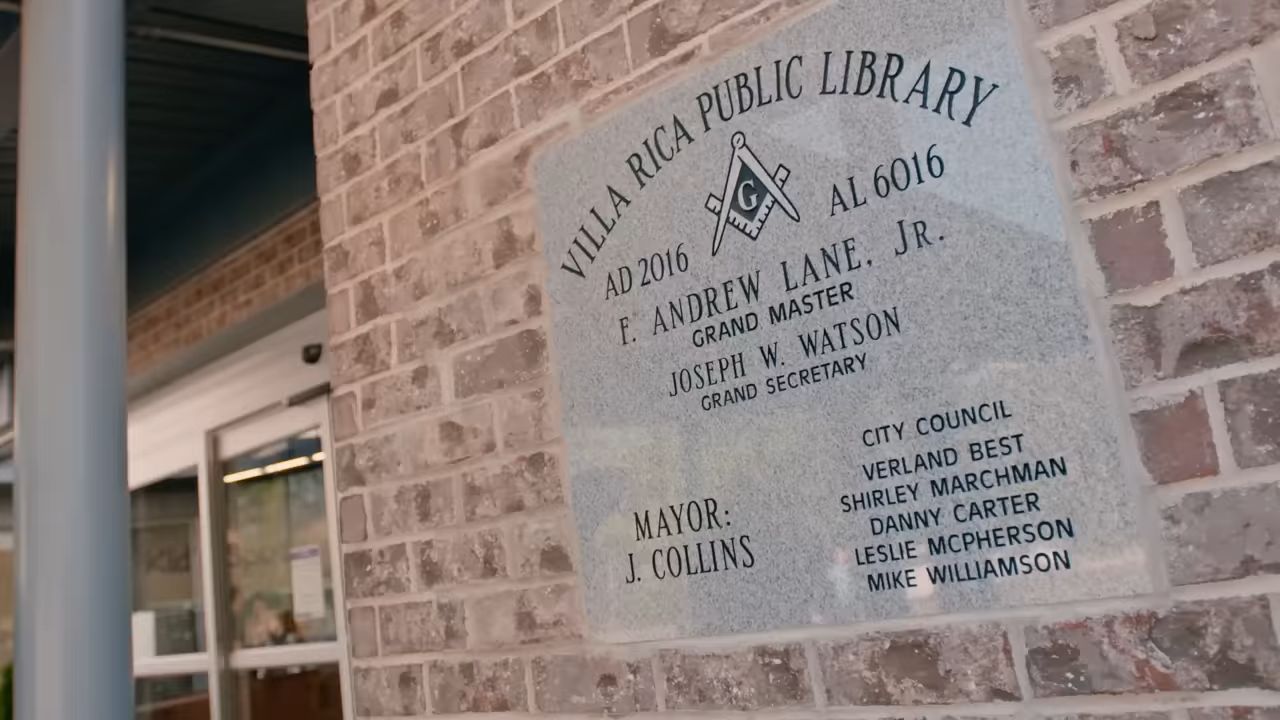 VILLA RICA PUBLIC LIBRARY
G
AD 2016 AL 6016
F. ANDREW LANE, JR.
GRAND MASTER
JOSEPH W. WATSON
GRAND SECRETARY
MAYOR:
J. COLLINS
CITY COUNCIL
VERLAND BEST
SHIRLEY MARCHMAN
DANNY CARTER
LESLIE MCPHERSON
MIKE WILLIAMSON